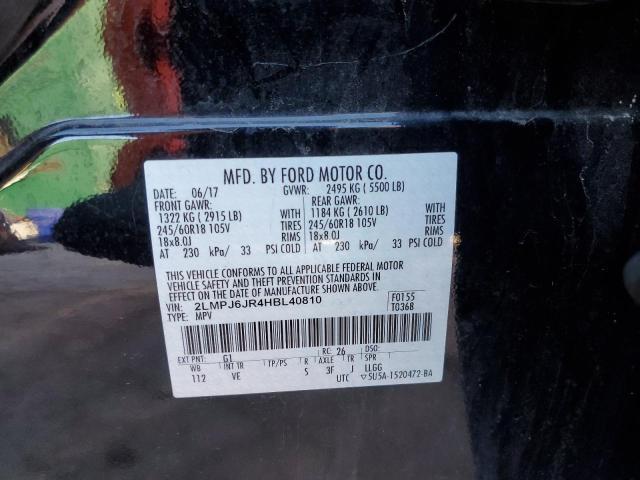 MFD. BY FORD MOTOR CO.
DATE: 06/17 GVWR: 2495 KG ( 5500 LB)
FRONT GAWR: REAR GAWR:
1322 KG ( 2915 LB) WITH 1184 KG ( 2610 LB) WITH
245/60R18 105V TIRES 245/60R18 105V TIRES
18x8.0J RIMS 18x8.0J RIMS
AT 230 kPa/ 33 PSI COLD AT 230 kPa/ 33 PSI COLD
THIS VEHICLE CONFORMS TO ALL APPLICABLE FEDERAL MOTOR
VEHICLE SAFETY AND THEFT PREVENTION STANDARDS IN
EFFECT ON THE DATE OF MANUFACTURE SHOWN ABOVE.
VIN: 2LMPJ6JR4HBL40810 F0155
TYPE: MPV T0368
EXT PNT: G1 RC: 26 DSO:
WB INT TR TP/PS R AXLE TR SPR
112 VE S 3F J LLGG
UTC ▽5U5A-1520472-BA